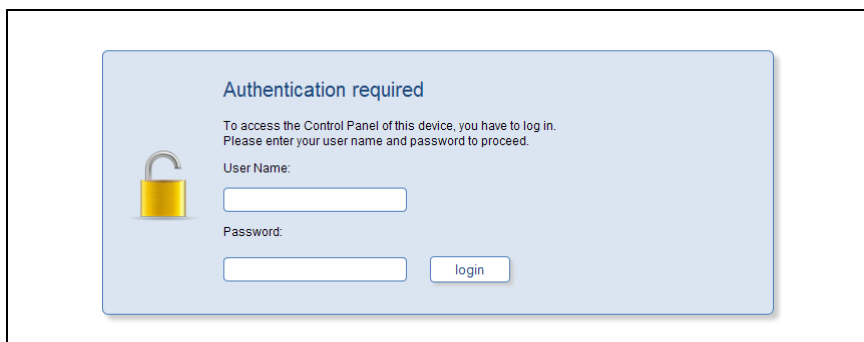 Authentication required
To access the Control Panel of this device, you have to log in.
Please enter your user name and password to proceed.
User Name:
Password:
login